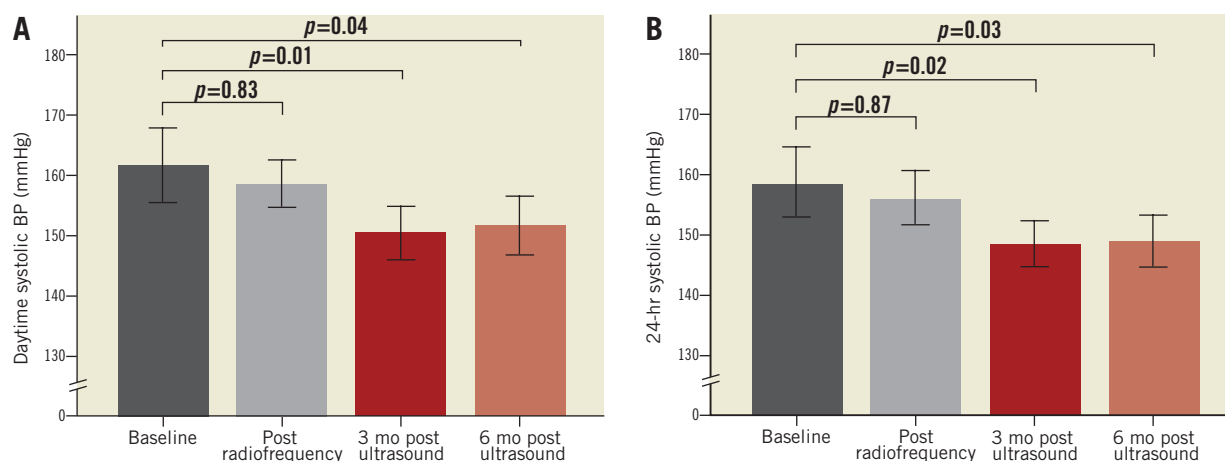 A
Daytime systolic BP (mmHg)
180
170
160
150
140
130
0
p=0.04
p=0.01
p=0.83
Baseline
Post
radiofrequency
3 mo post
ultrasound
6 mo post
ultrasound
B
24-hr systolic BP (mmHg)
180
170
160
150
140
130
0
p=0.03
p=0.02
p=0.87
Baseline
Post
radiofrequency
3 mo post
ultrasound
6 mo post
ultrasound